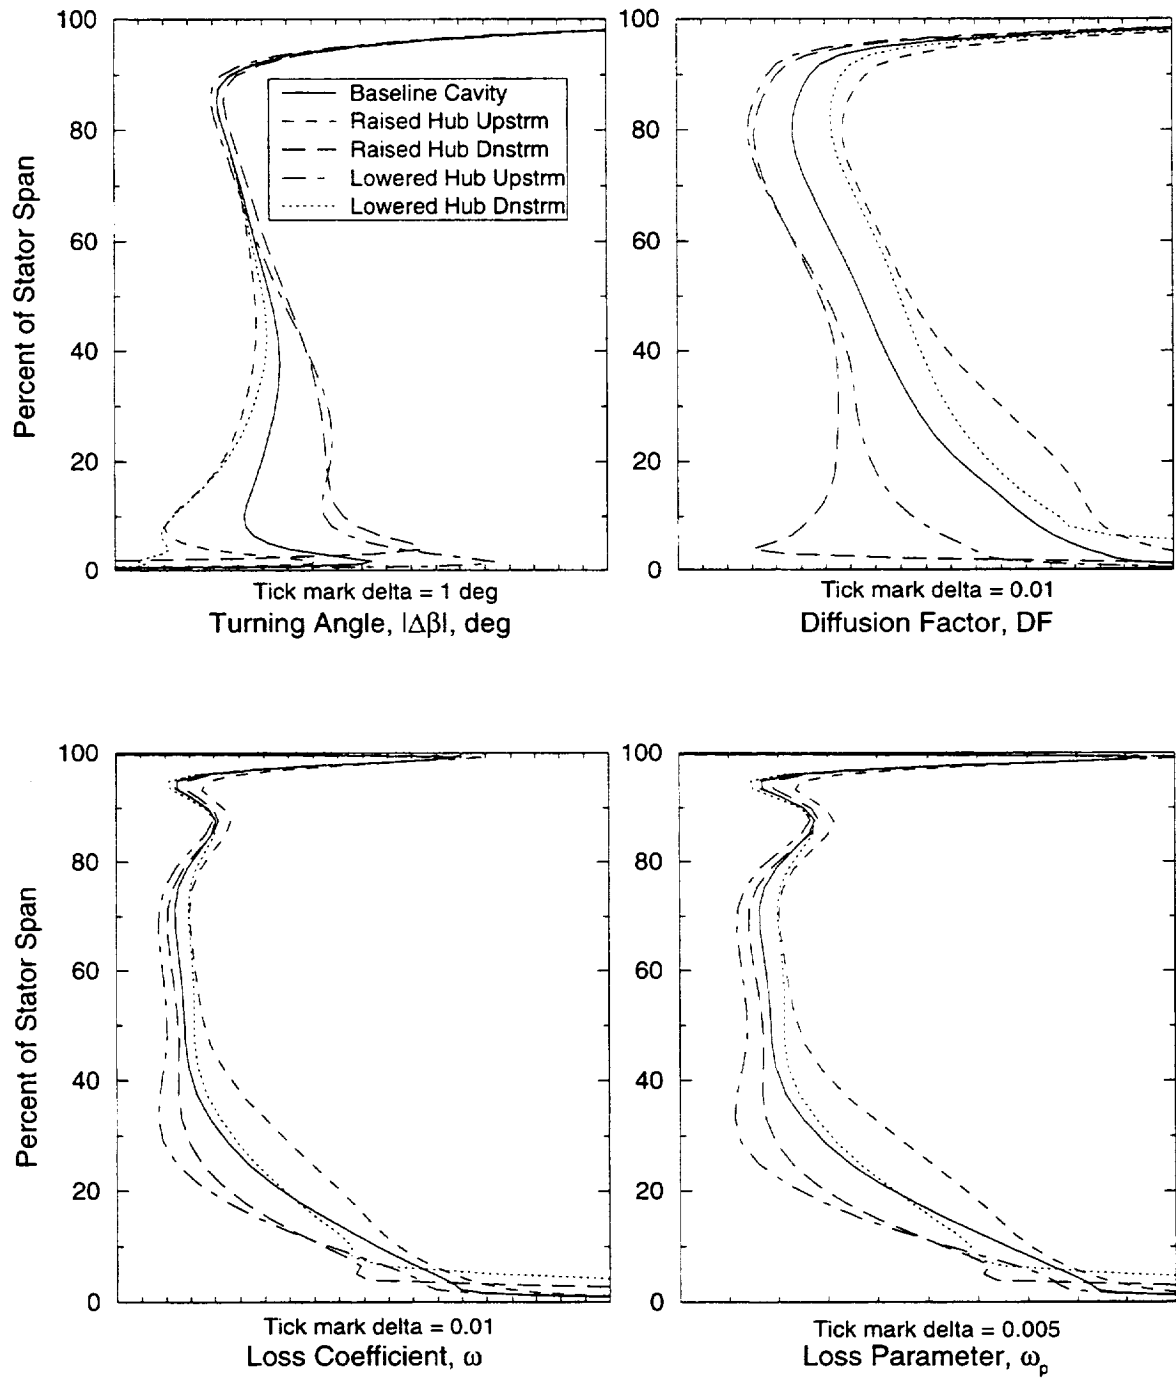 100
80
60
40
20
0
Percent of Stator Span
Baseline Cavity
Raised Hub Upstrm
Raised Hub Dnstrm
Lowered Hub Upstrm
Lowered Hub Dnstrm
Tick mark delta = 1 deg
Turning Angle, |Δβ|, deg
100
80
60
40
20
0
Tick mark delta = 0.01
Diffusion Factor, DF
100
80
60
40
20
0
Percent of Stator Span
Tick mark delta = 0.01
Loss Coefficient, ω
100
80
60
40
20
0
Tick mark delta = 0.005
Loss Parameter, ωp